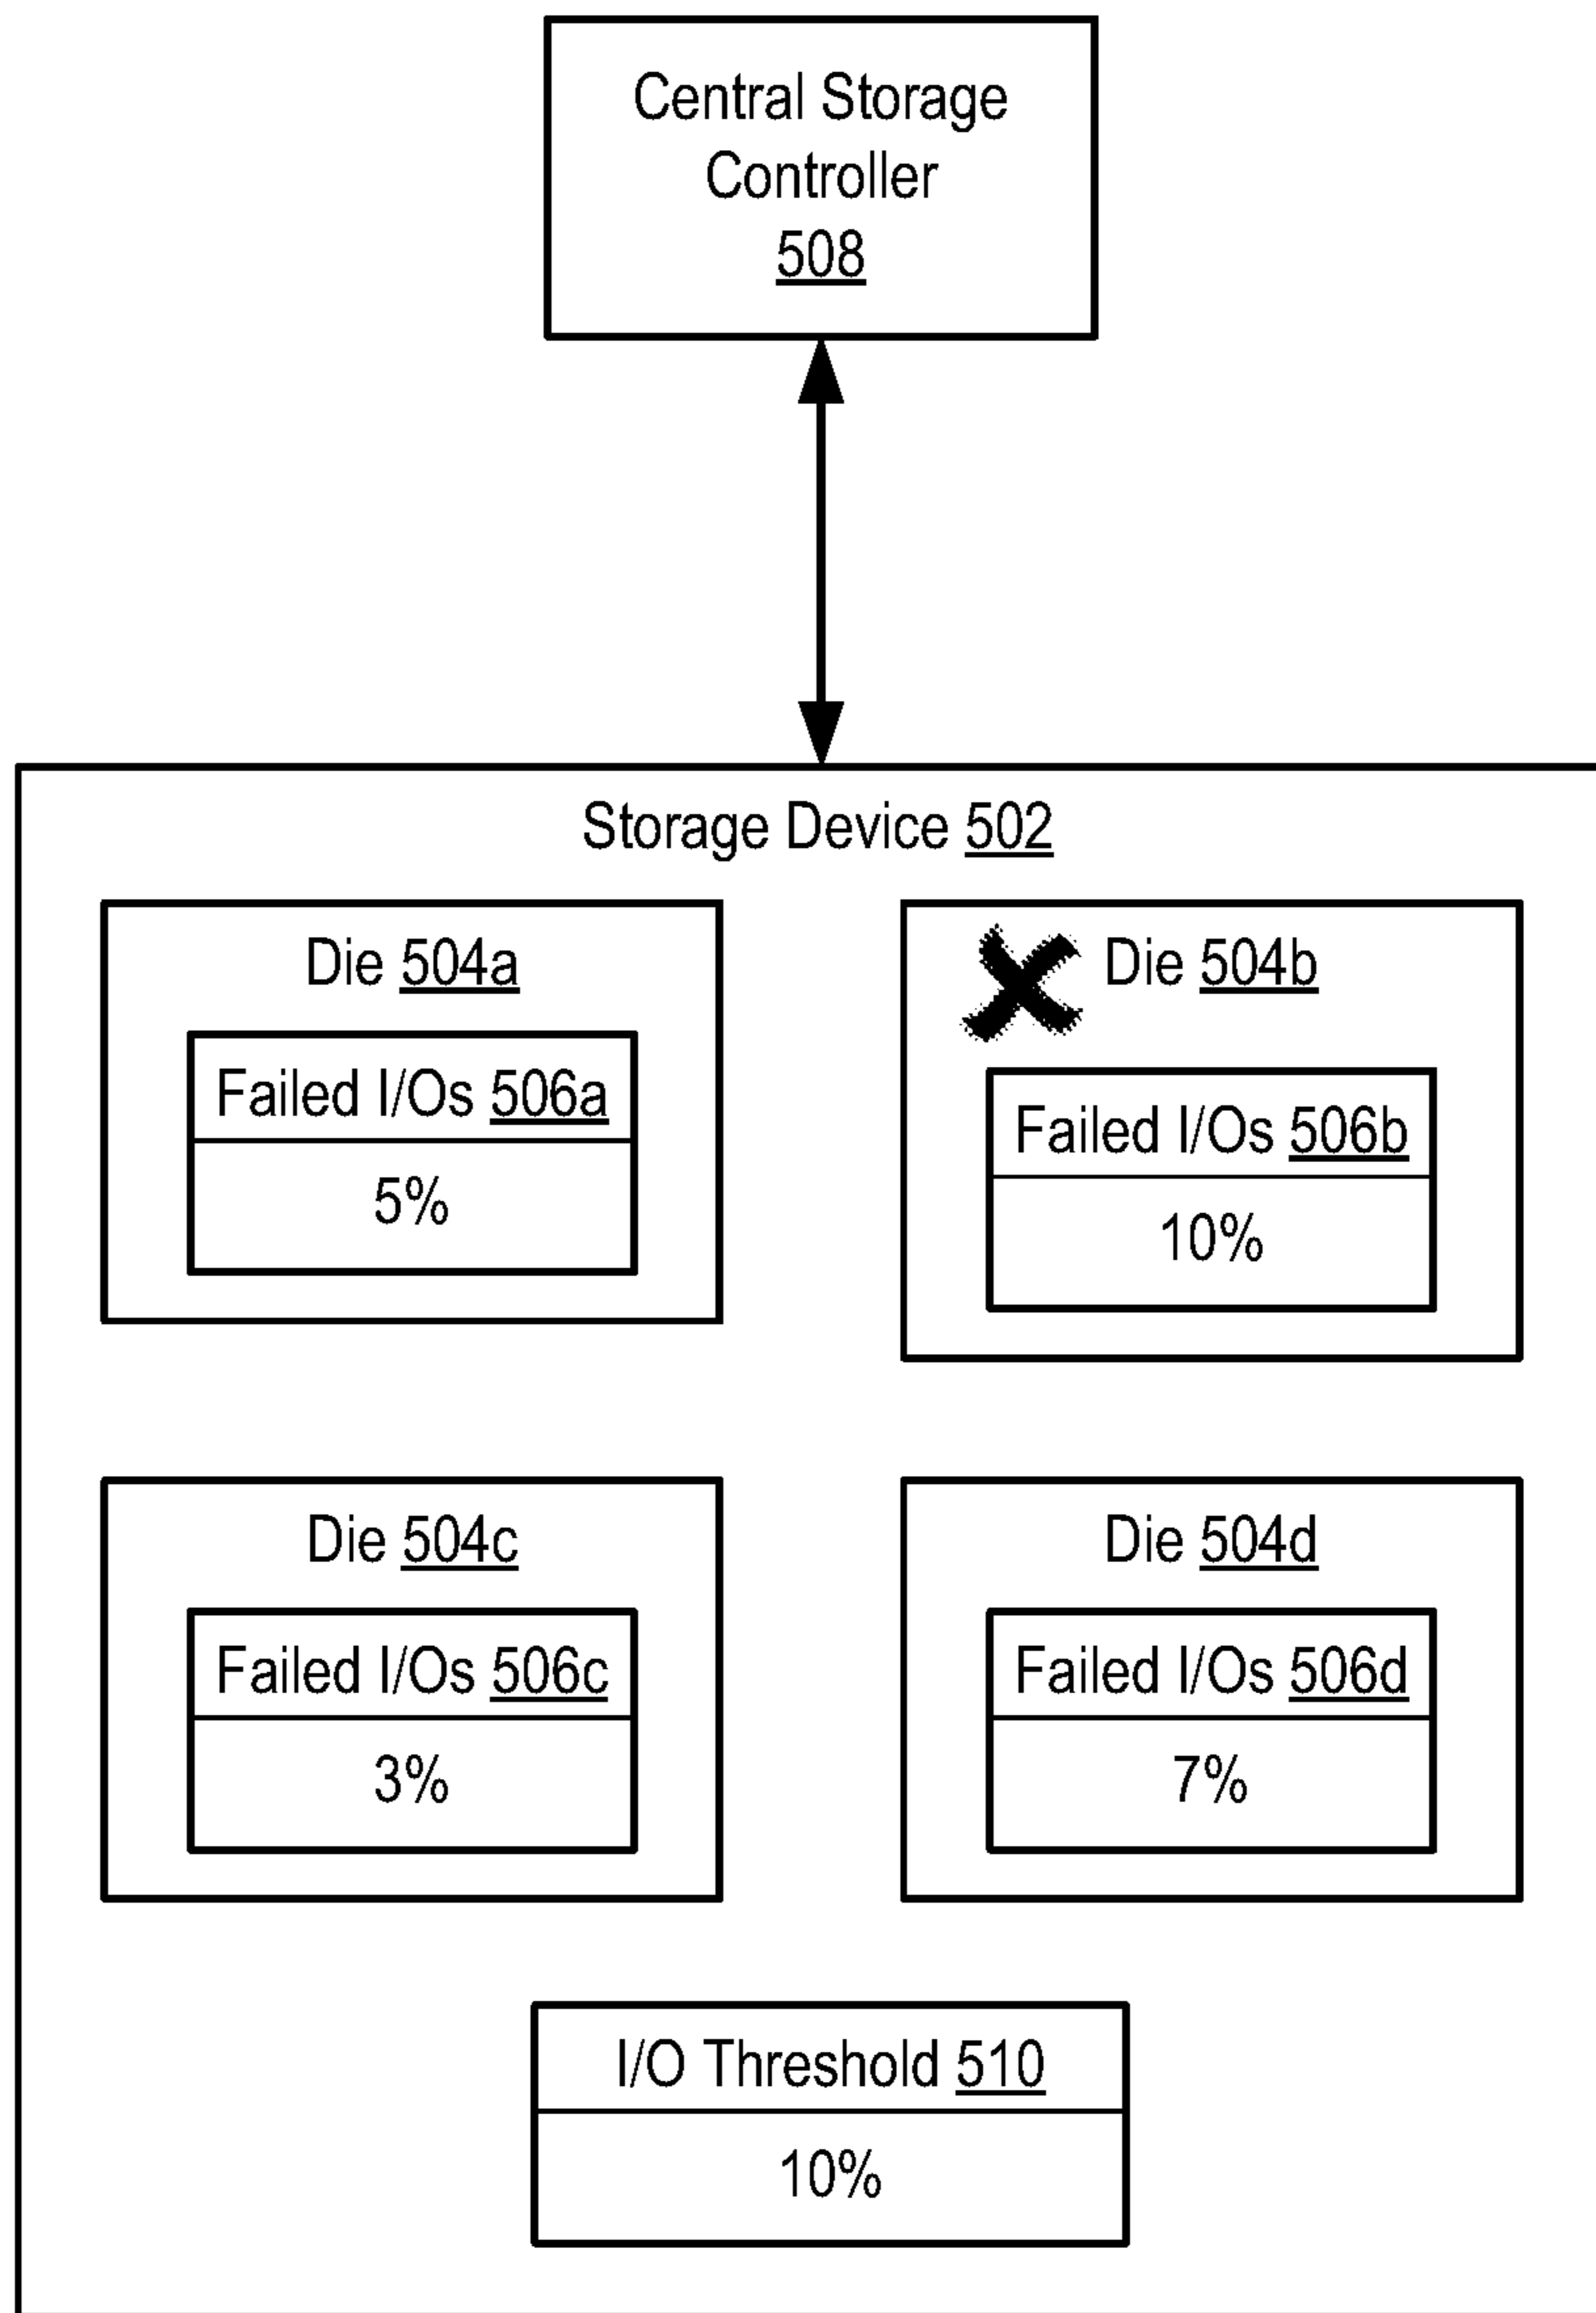 Central Storage
Controller
508
Storage Device 502
Die 504a
Failed I/Os 506a
5%
Die 504b
Failed I/Os 506b
10%
Die 504c
Failed I/Os 506c
3%
Die 504d
Failed I/Os 506d
7%
I/O Threshold 510
10%